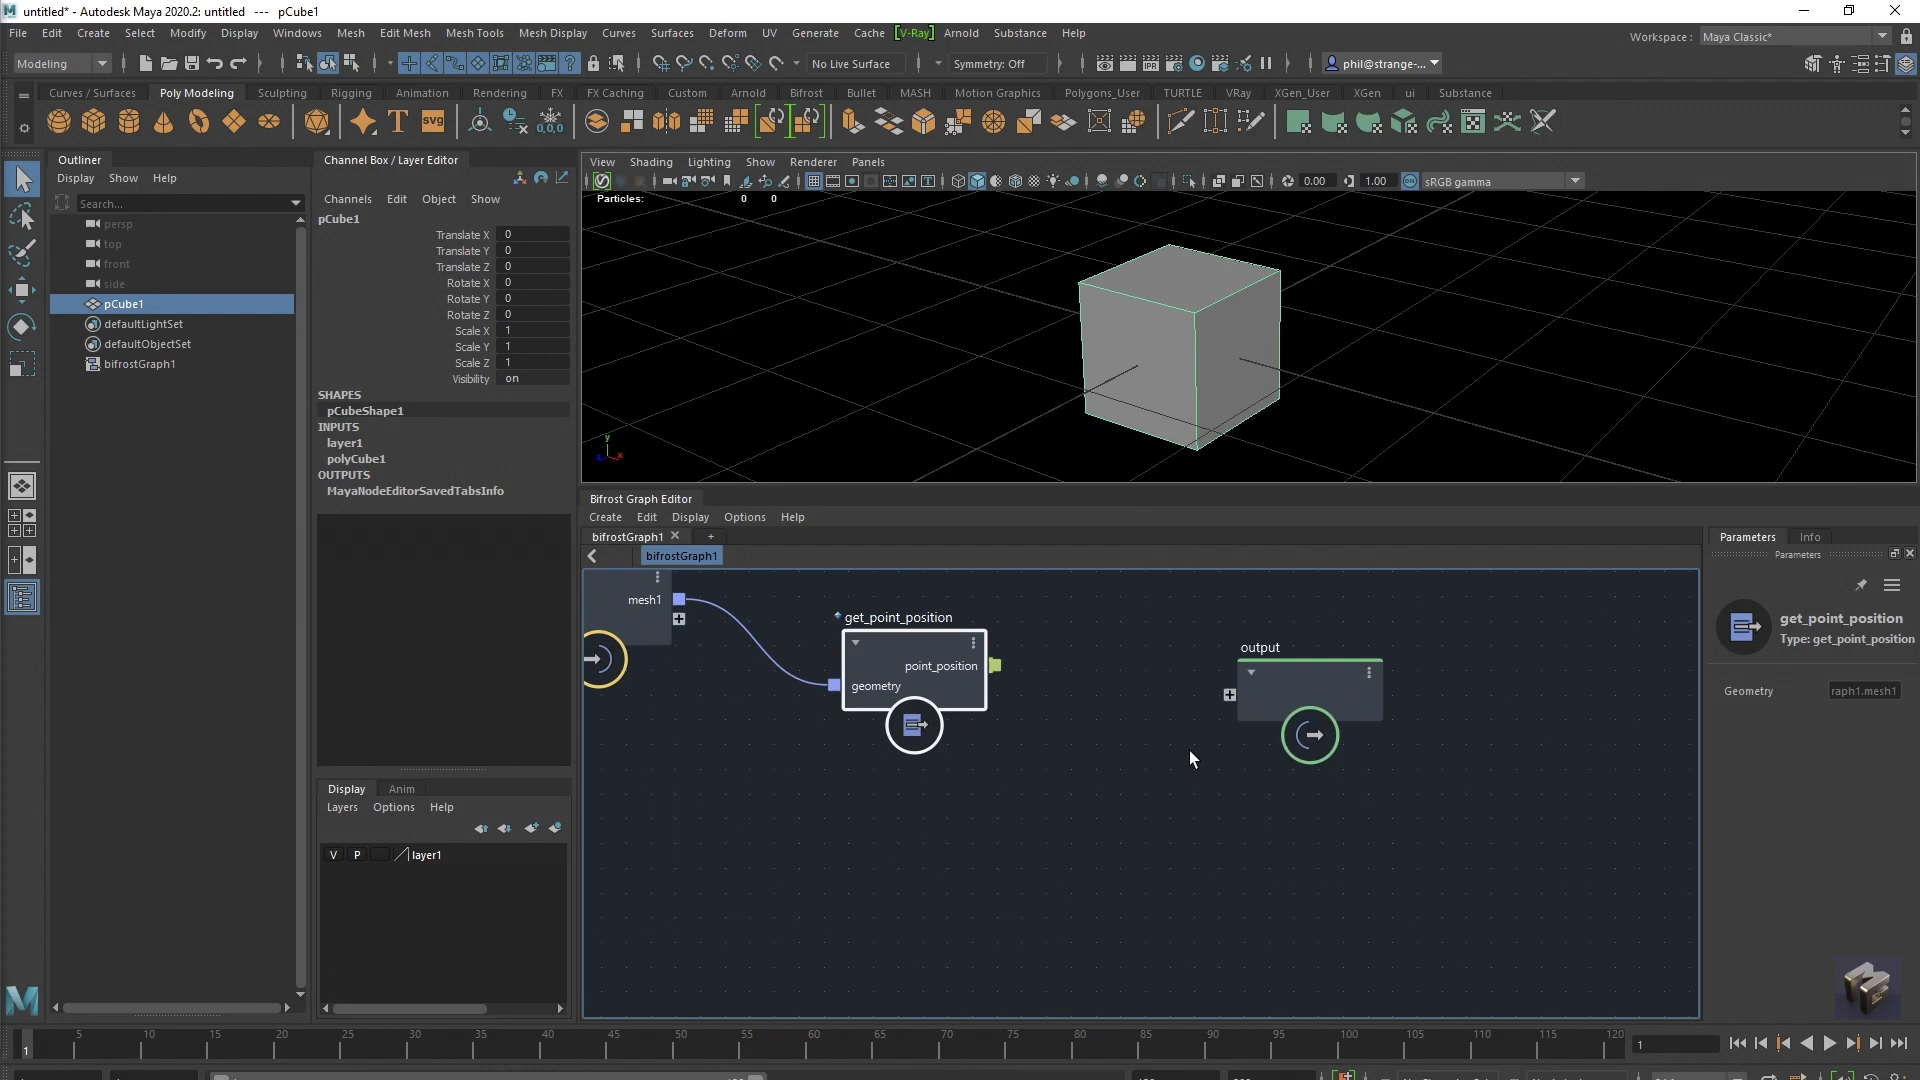 untitled* - Autodesk Maya 2020.2: untitled --- pCube1
File Edit Create Select Modify Display Windows Mesh Edit Mesh Mesh Tools Mesh Display Curves Surfaces Deform UV Generate Cache [V-Ray] Arnold Substance Help
Workspace : Maya Classic*
Modeling
No Live Surface
Symmetry: Off
phil@strange-...
Curves / Surfaces Poly Modeling Sculpting Rigging Animation Rendering FX FX Caching Custom Arnold Bifrost Bullet MASH Motion Graphics Polygons_User TURTLE VRay XGen_User XGen ui Substance
T SVG 0,0,0
Outliner
Display Show Help
Search...
persp
top
front
side
pCube1
defaultLightSet
defaultObjectSet
bifrostGraph1
Channel Box / Layer Editor
Channels Edit Object Show
pCube1
Translate X 0
Translate Y 0
Translate Z 0
Rotate X 0
Rotate Y 0
Rotate Z 0
Scale X 1
Scale Y 1
Scale Z 1
Visibility on
SHAPES
pCubeShape1
INPUTS
layer1
polyCube1
OUTPUTS
MayaNodeEditorSavedTabsInfo
Display Anim
Layers Options Help
V P layer1
View Shading Lighting Show Renderer Panels
0.00 1.00 sRGB gamma
Particles: 0 0
y
z x
Bifrost Graph Editor
Create Edit Display Options Help
bifrostGraph1
bifrostGraph1
mesh1
get_point_position
point_position
geometry
output
Parameters Info
Parameters
get_point_position
Type: get_point_position
Geometry raph1.mesh1
5 10 15 20 25 30 35 40 45 50 55 60 65 70 75 80 85 90 95 100 105 110 115 120
1
1